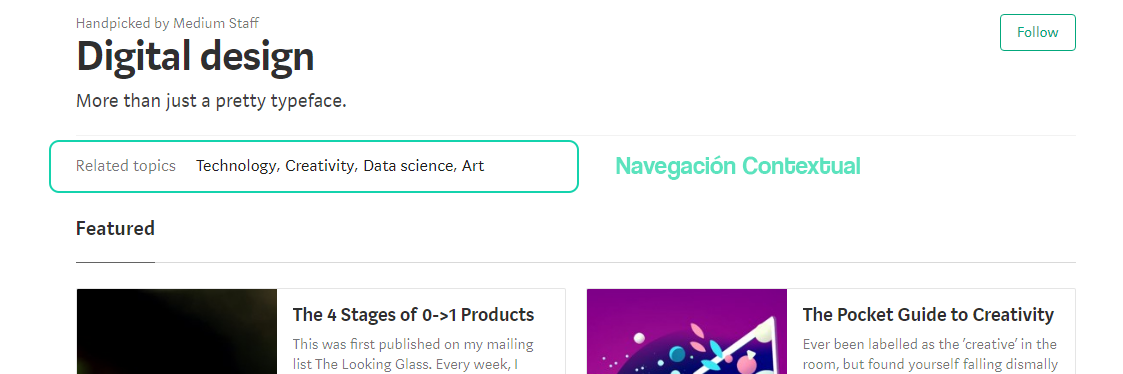 Handpicked by Medium Staff
Digital design
Follow
More than just a pretty typeface.
Related topics Technology, Creativity, Data science, Art
Navegación Contextual
Featured
The 4 Stages of 0->1 Products
This was first published on my mailing
list The Looking Glass. Every week, I
The Pocket Guide to Creativity
Ever been labelled as the ‘creative’ in the
room, but found yourself falling dismally